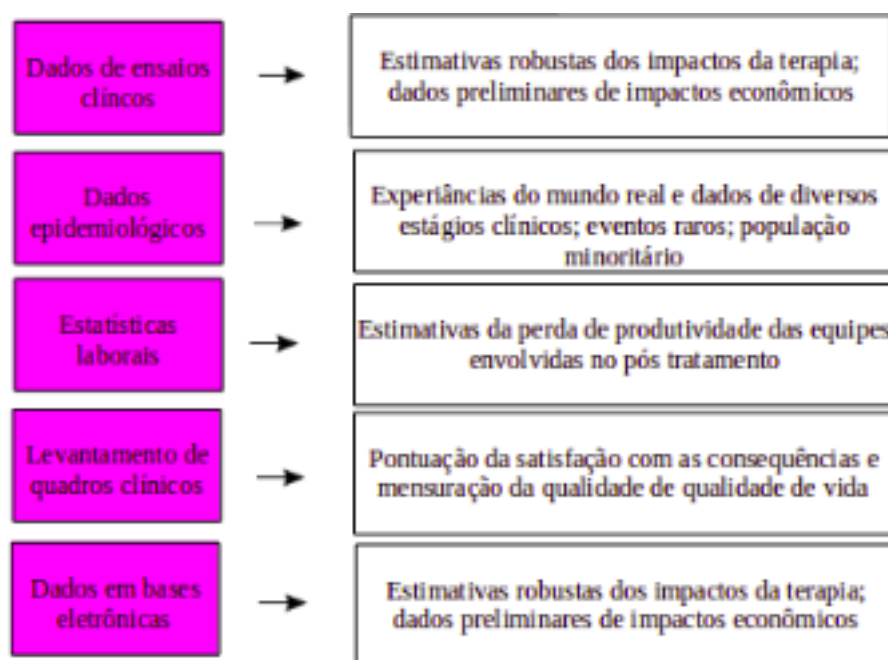 Dados de ensaios
clíncos
Estimativas robustas dos impactos da terapia;
dados preliminares de impactos econômicos
Dados
epidemiológicos
Experiâncias do mundo real e dados de diversos
estágios clínicos; eventos raros; população
minoritário
Estatísticas
laborais
Estimativas da perda de produtividade das equipes
envolvidas no pós tratamento
Levantamento de
quadros clínicos
Pontuação da satisfação com as consequências e
mensuração da qualidade de qualidade de vida
Dados em bases
eletrônicas
Estimativas robustas dos impactos da terapia;
dados preliminares de impactos econômicos